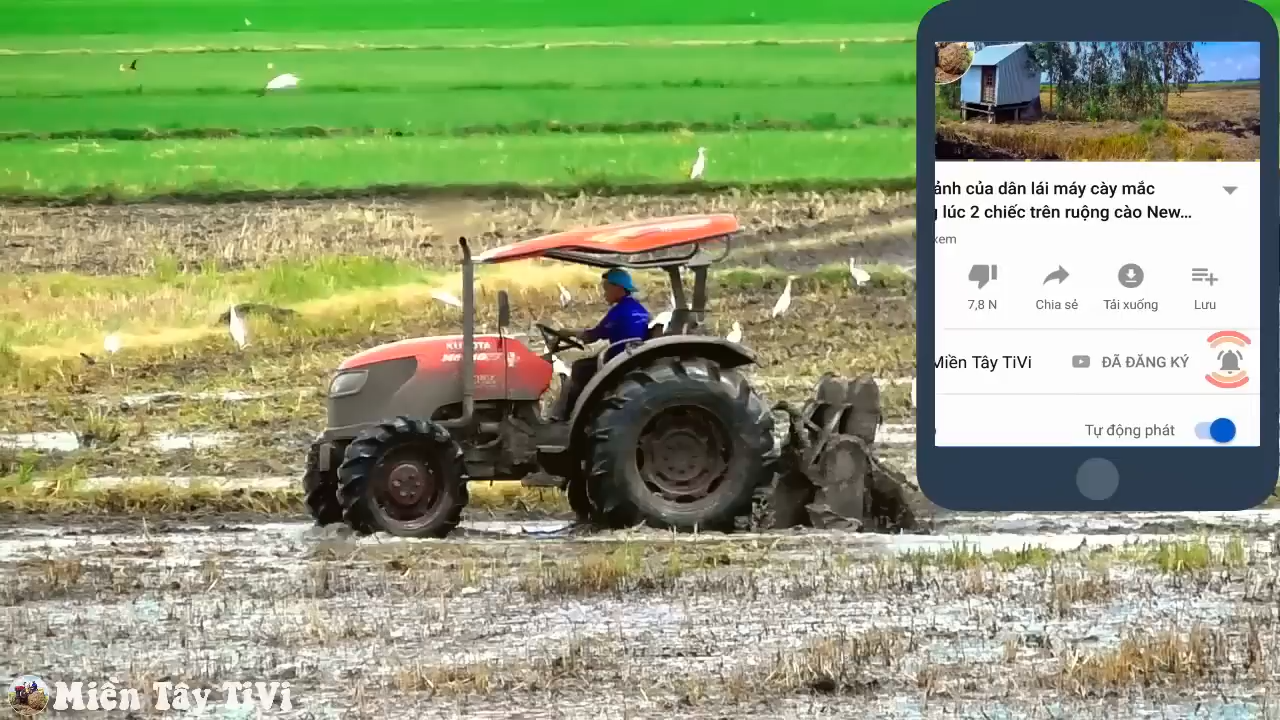 ảnh của dân lái máy cày mắc
lúc 2 chiếc trên ruộng cào New...
xem
7,8 N
Chia sẻ
Tải xuống
Lưu
Miền Tây TiVi
ĐÃ ĐĂNG KÝ
Tự động phát
KUBOTA
Miền Tây TiVi